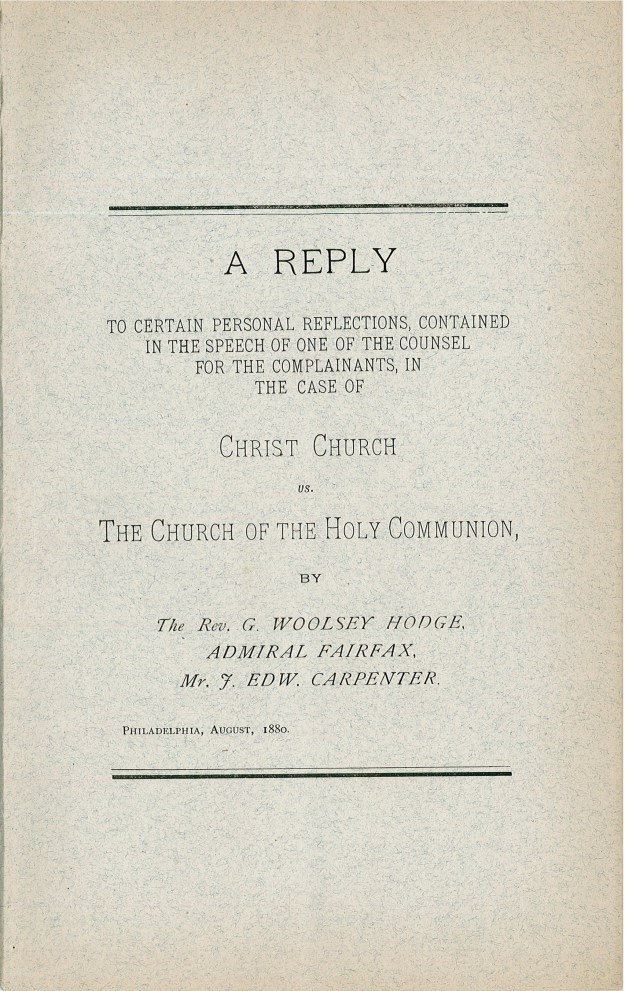 A REPLY
TO CERTAIN PERSONAL REFLECTIONS, CONTAINED
IN THE SPEECH OF ONE OF THE COUNSEL
FOR THE COMPLAINANTS, IN
THE CASE OF
CHRIST CHURCH
vs.
THE CHURCH OF THE HOLY COMMUNION,
BY
The Rev. G. WOOLSEY HODGE,
ADMIRAL FAIRFAX,
Mr. J. EDW. CARPENTER.
PHILADELPHIA, AUGUST, 1880.